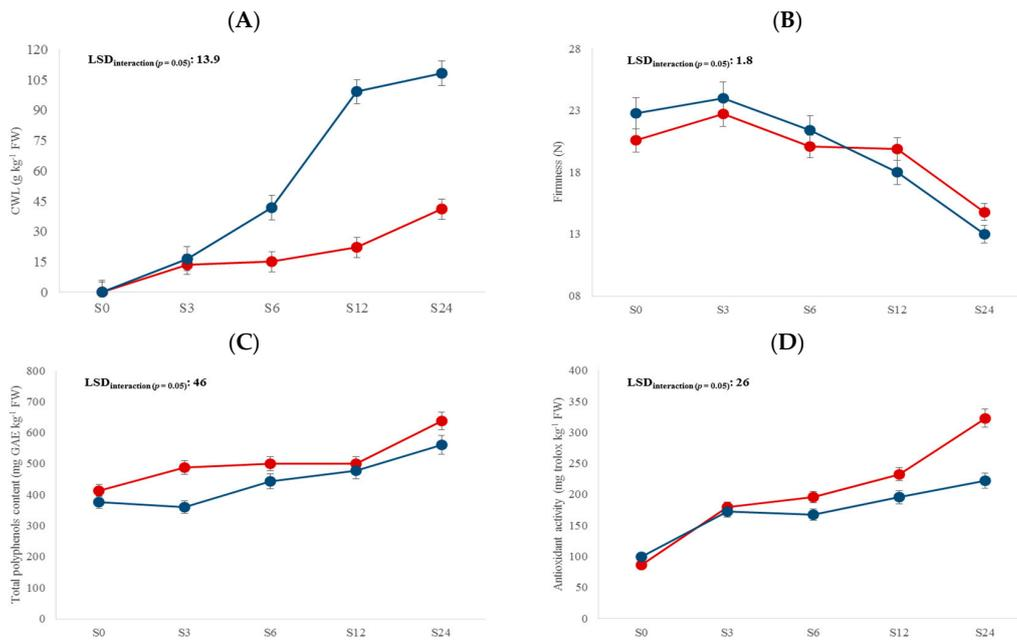 (A)
LSDinteraction (p = 0.05): 13.9
CWL (g kg-1 FW)
120
105
90
75
60
45
30
15
0
S0 S3 S6 S12 S24
(B)
LSDinteraction (p = 0.05): 1.8
Firmness (N)
28
23
18
13
08
S0 S3 S6 S12 S24
(C)
LSDinteraction (p = 0.05): 46
Total polyphenols content (mg GAE kg-1 FW)
800
700
600
500
400
300
200
100
0
S0 S3 S6 S12 S24
(D)
LSDinteraction (p = 0.05): 26
Antioxidant activity (mg trolox kg-1 FW)
400
350
300
250
200
150
100
50
0
S0 S3 S6 S12 S24